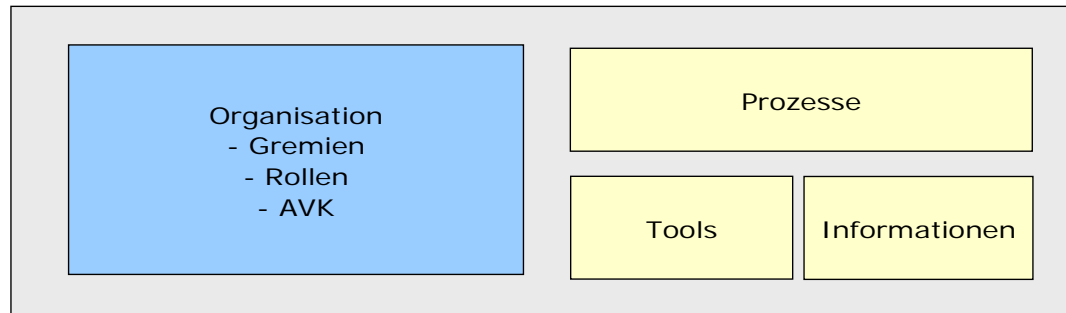 Organisation
- Gremien
- Rollen
- AVK
Prozesse
Tools
Informationen